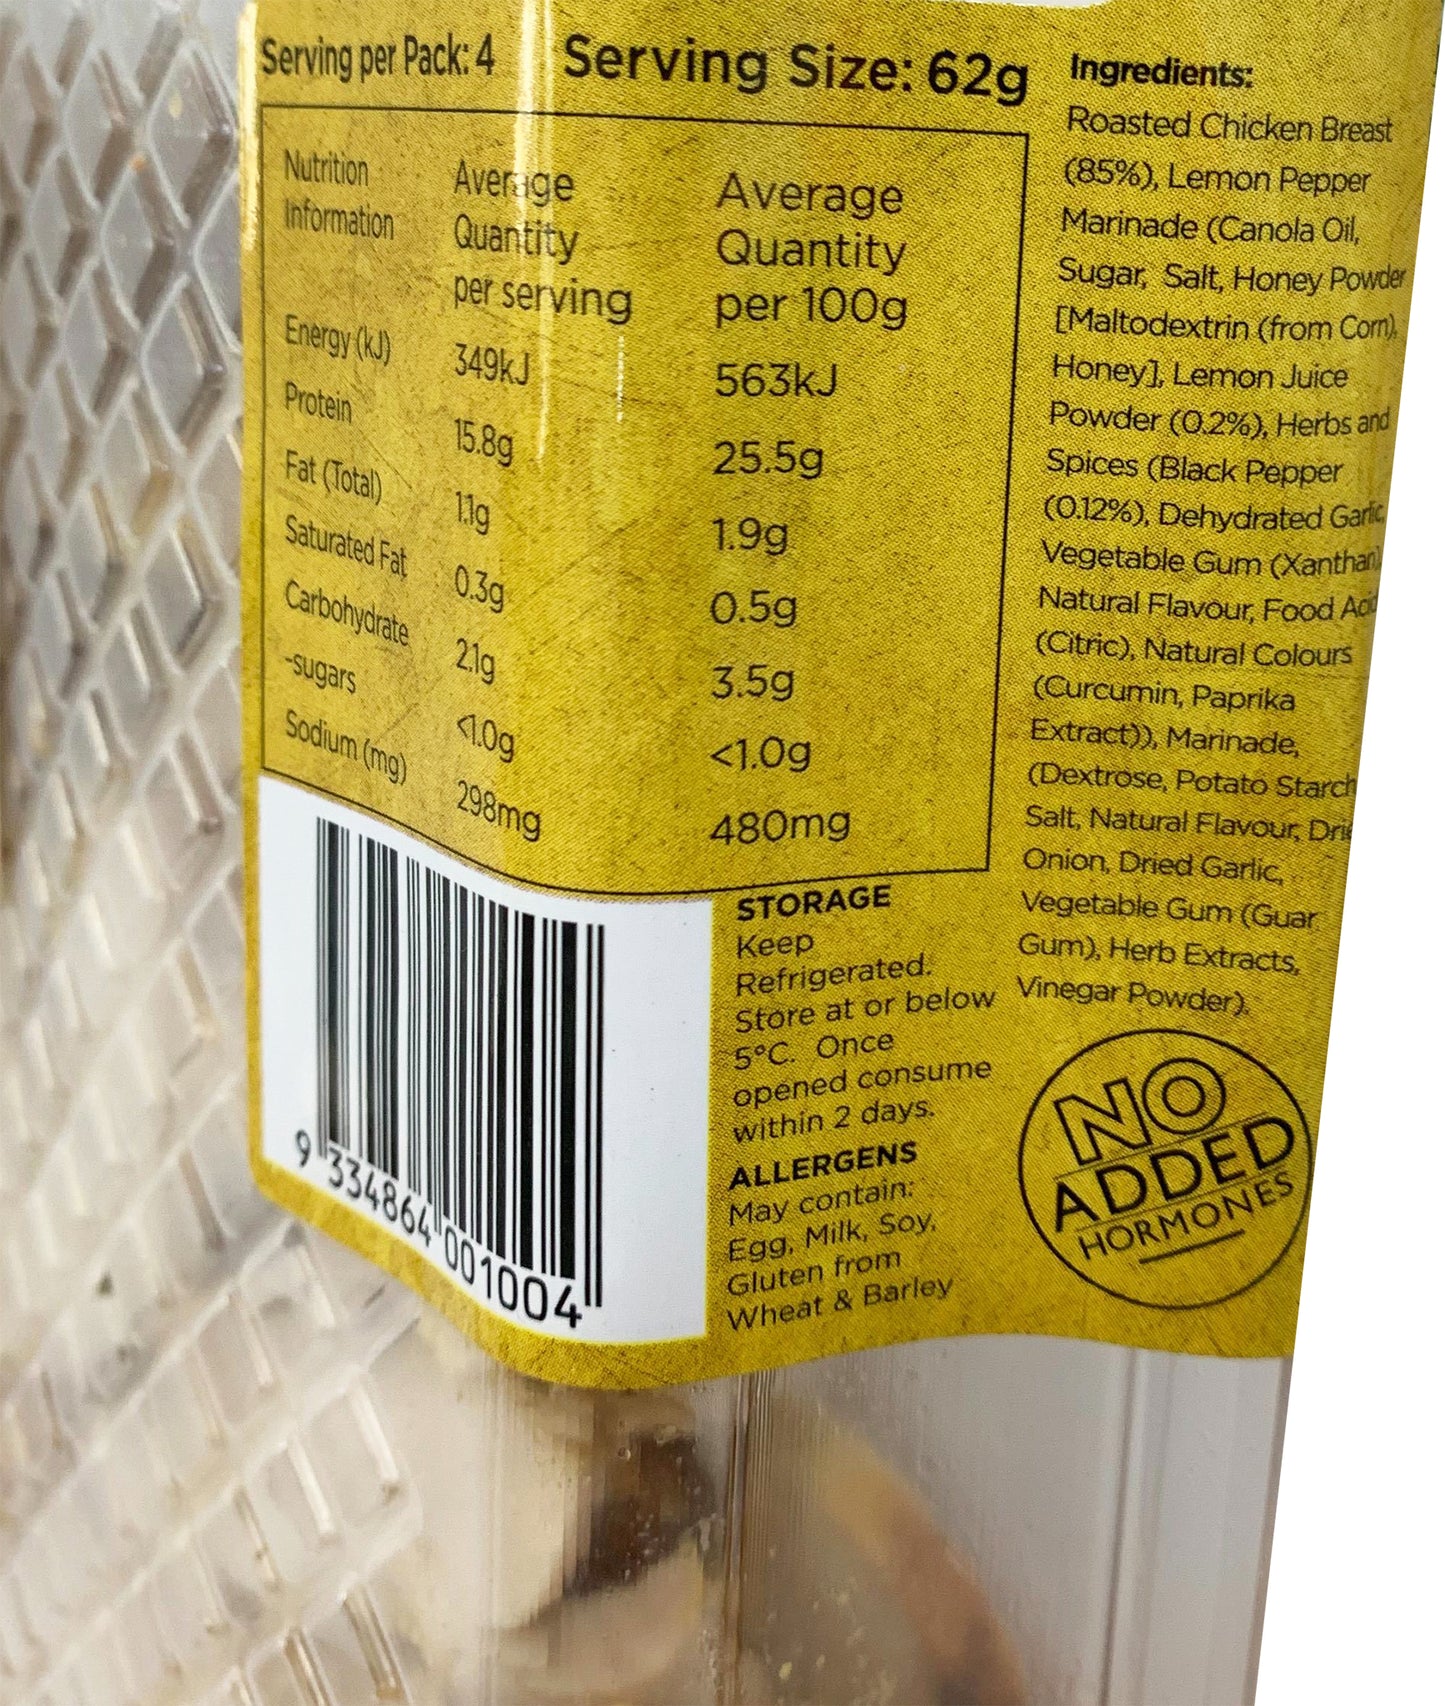 Serving per Pack: 4 Serving Size: 62g
Nutrition Information Average Quantity per serving Average Quantity per 100g
Energy (kJ) 349kJ 563kJ
Protein 15.8g 25.5g
Fat (Total) 1.1g 1.9g
Saturated Fat 0.3g 0.5g
Carbohydrate 2.1g 3.5g
-sugars <1.0g <1.0g
Sodium (mg) 298mg 480mg
9 334864 001004
STORAGE
Keep
Refrigerated.
Store at or below
5°C. Once
opened consume
within 2 days.
ALLERGENS
May contain:
Egg, Milk, Soy,
Gluten from
Wheat & Barley
Ingredients:
Roasted Chicken Breast
(85%), Lemon Pepper
Marinade (Canola Oil,
Sugar, Salt, Honey Powder
[Maltodextrin (from Corn),
Honey], Lemon Juice
Powder (0.2%), Herbs and
Spices (Black Pepper
(0.12%), Dehydrated Garlic,
Vegetable Gum (Xanthan),
Natural Flavour, Food Acid
(Citric), Natural Colours
(Curcumin, Paprika
Extract)), Marinade,
(Dextrose, Potato Starch
Salt, Natural Flavour,
Onion, Dried Garlic,
Vegetable Gum (Guar
Gum), Herb Extracts,
Vinegar Powder).
NO
ADDED
HORMONES